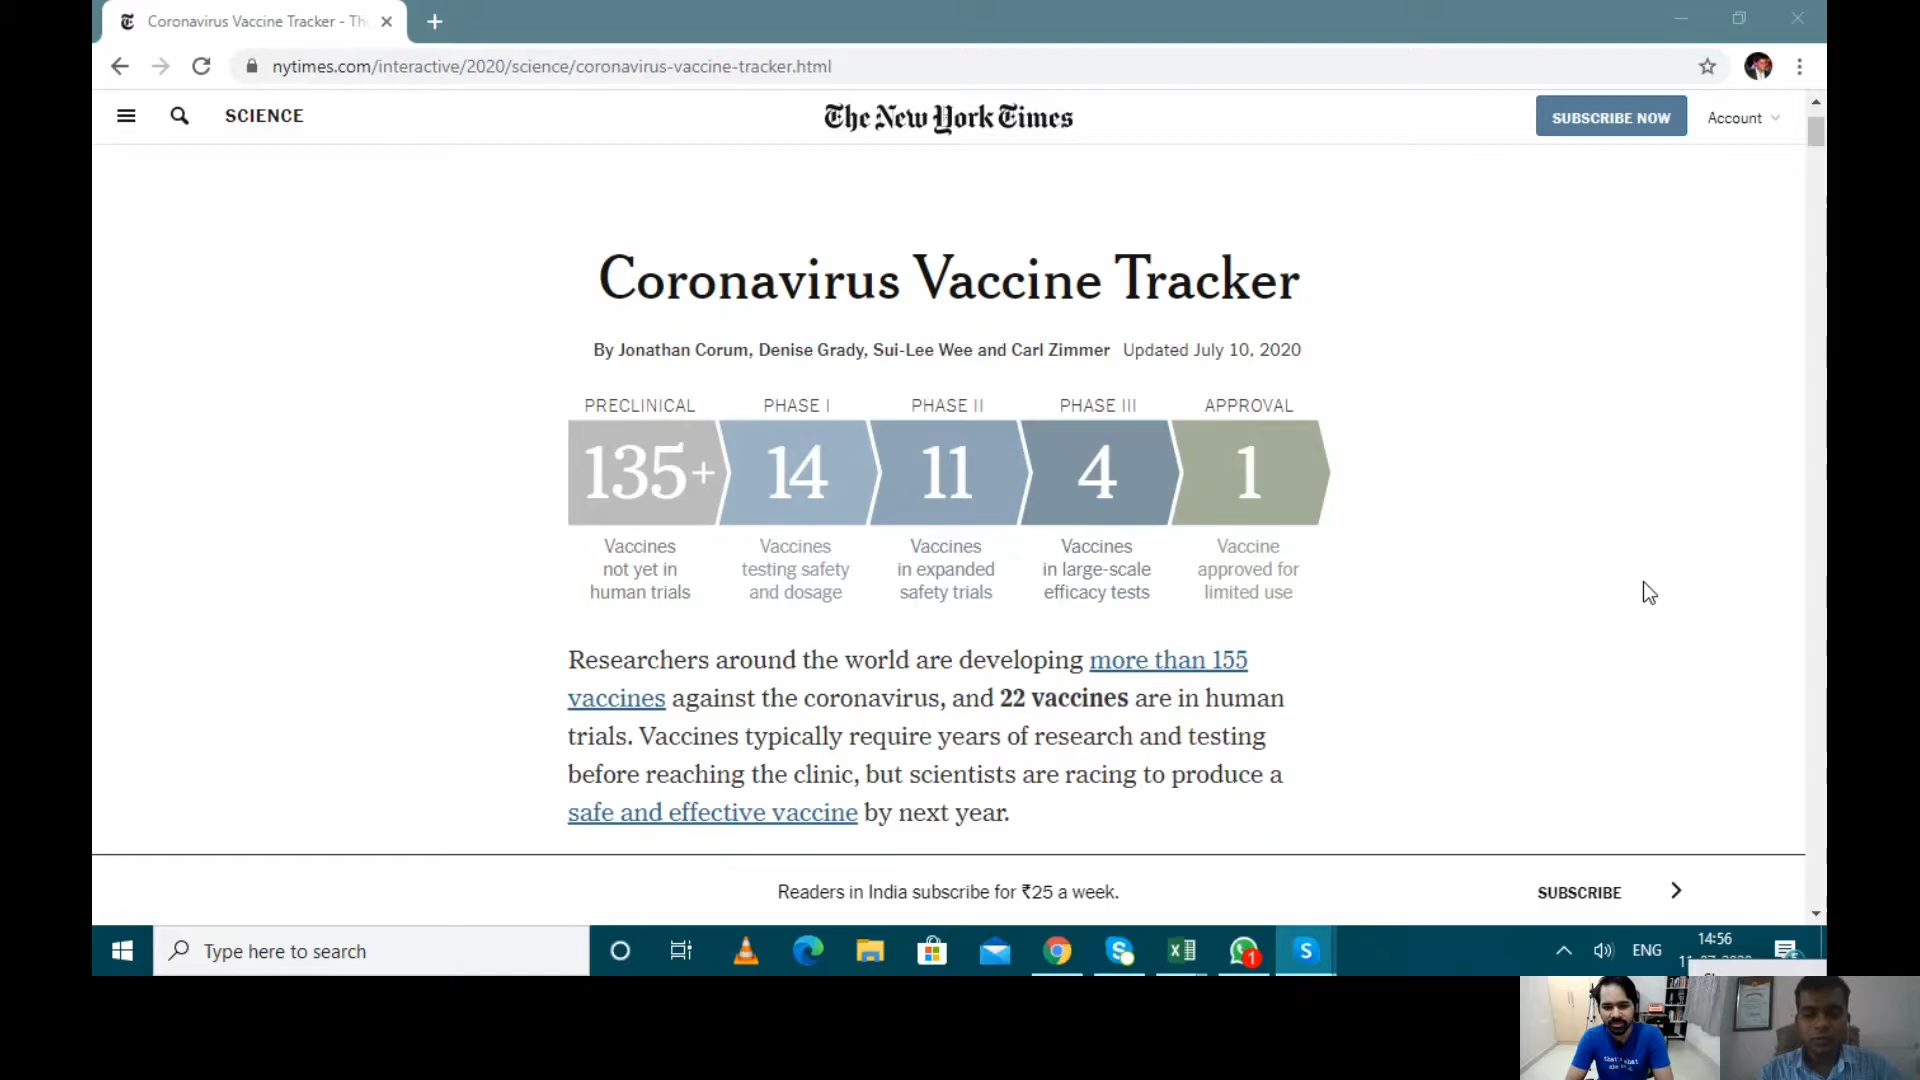 Coronavirus Vaccine Tracker - Th
nytimes.com/interactive/2020/science/coronavirus-vaccine-tracker.html
SCIENCE
The New York Times
SUBSCRIBE NOW
Account
Coronavirus Vaccine Tracker
By Jonathan Corum, Denise Grady, Sui-Lee Wee and Carl Zimmer Updated July 10, 2020
PRECLINICAL PHASE I PHASE II PHASE III APPROVAL
135+ 14 11 4 1
Vaccines Vaccines Vaccines Vaccines Vaccine
not yet in testing safety in expanded in large-scale approved for
human trials and dosage safety trials efficacy tests limited use
Researchers around the world are developing more than 155
vaccines against the coronavirus, and 22 vaccines are in human
trials. Vaccines typically require years of research and testing
before reaching the clinic, but scientists are racing to produce a
safe and effective vaccine by next year.
Readers in India subscribe for ₹25 a week.
SUBSCRIBE
Type here to search
1
ENG
14:56
that's what